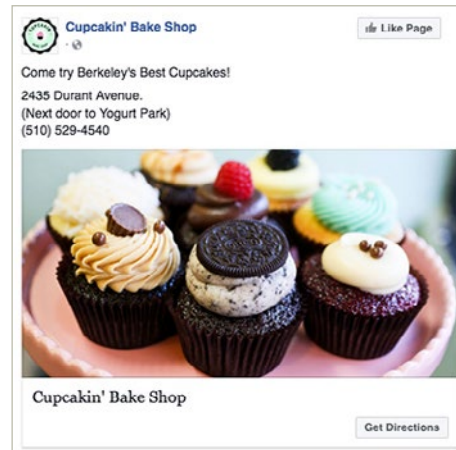 Cupcakin' Bake Shop
Like Page
Come try Berkeley's Best Cupcakes!
2435 Durant Avenue.
(Next door to Yogurt Park)
(510) 529-4540
OREO
Cupcakin' Bake Shop
Get Directions